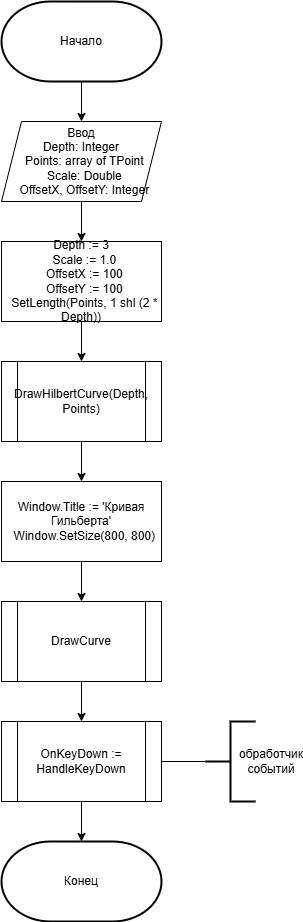 Начало
Ввод
Depth: Integer
Points: array of TPoint
Scale: Double
OffsetX, OffsetY: Integer
Depth := 3
Scale := 1.0
OffsetX := 100
OffsetY := 100
SetLength(Points, 1 shl (2 *
Depth))
DrawHilbertCurve(Depth,
Points)
Window.Title := 'Кривая
Гильберта'
Window.SetSize(800, 800)
DrawCurve
OnKeyDown :=
HandleKeyDown
обработчик
событий
Конец